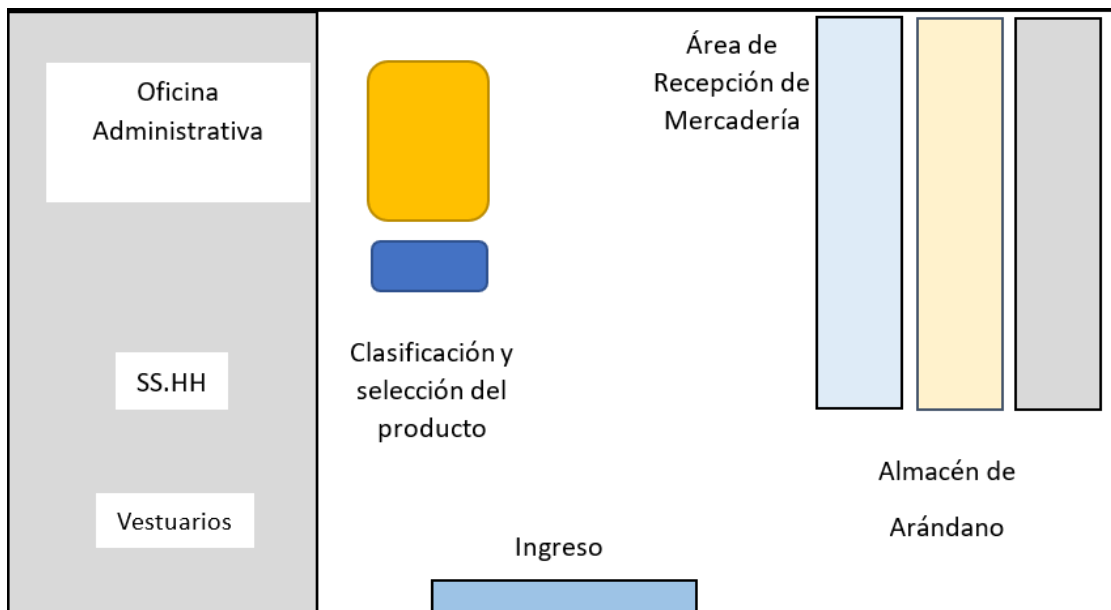 Oficina
Administrativa
SS.HH
Vestuarios
Clasificación y
selección del
producto
Ingreso
Área de
Recepción de
Mercadería
Almacén de
Arándano